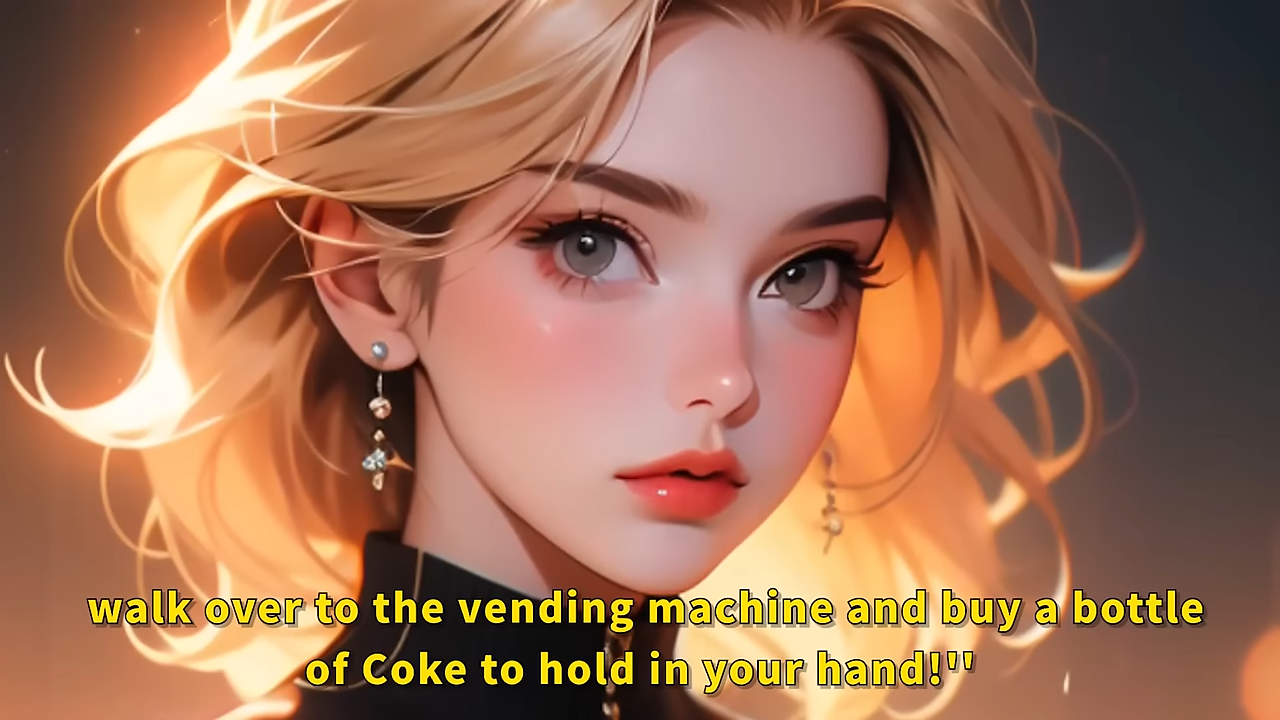 walk over to the vending machine and buy a bottle
of Coke to hold in your hand!''